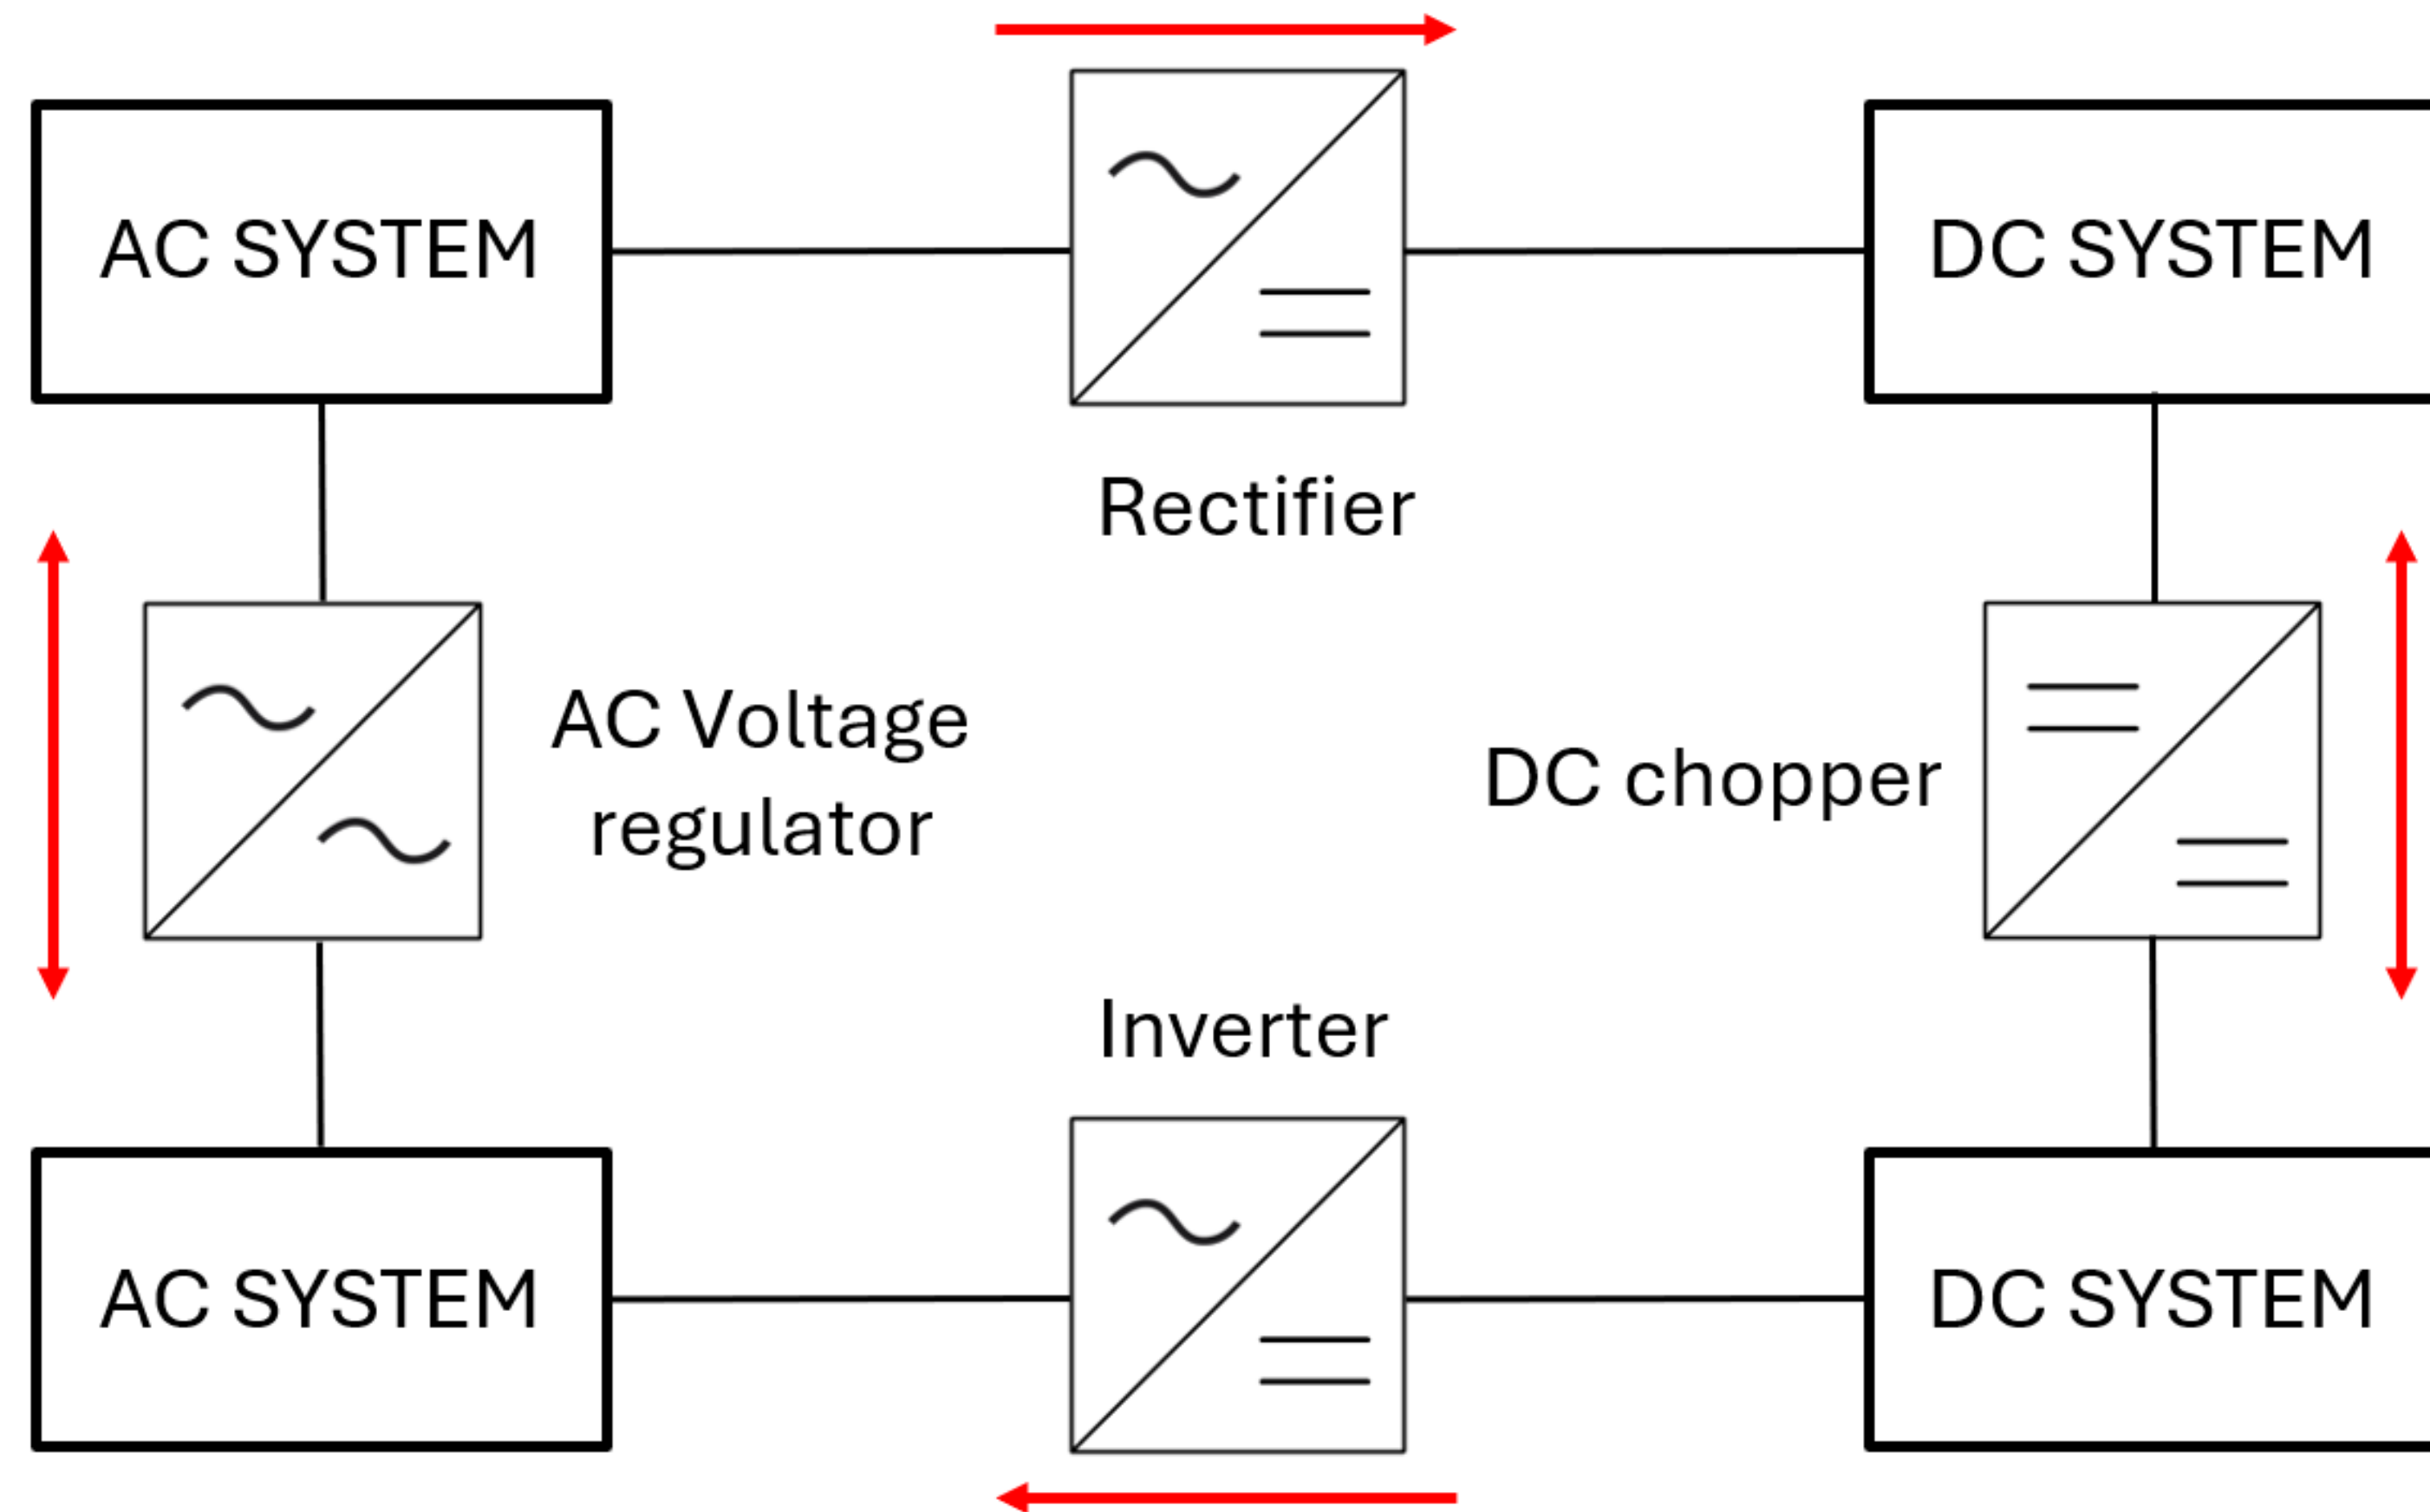 AC SYSTEM
DC SYSTEM
Rectifier
AC Voltage
regulator
DC chopper
Inverter
AC SYSTEM
DC SYSTEM